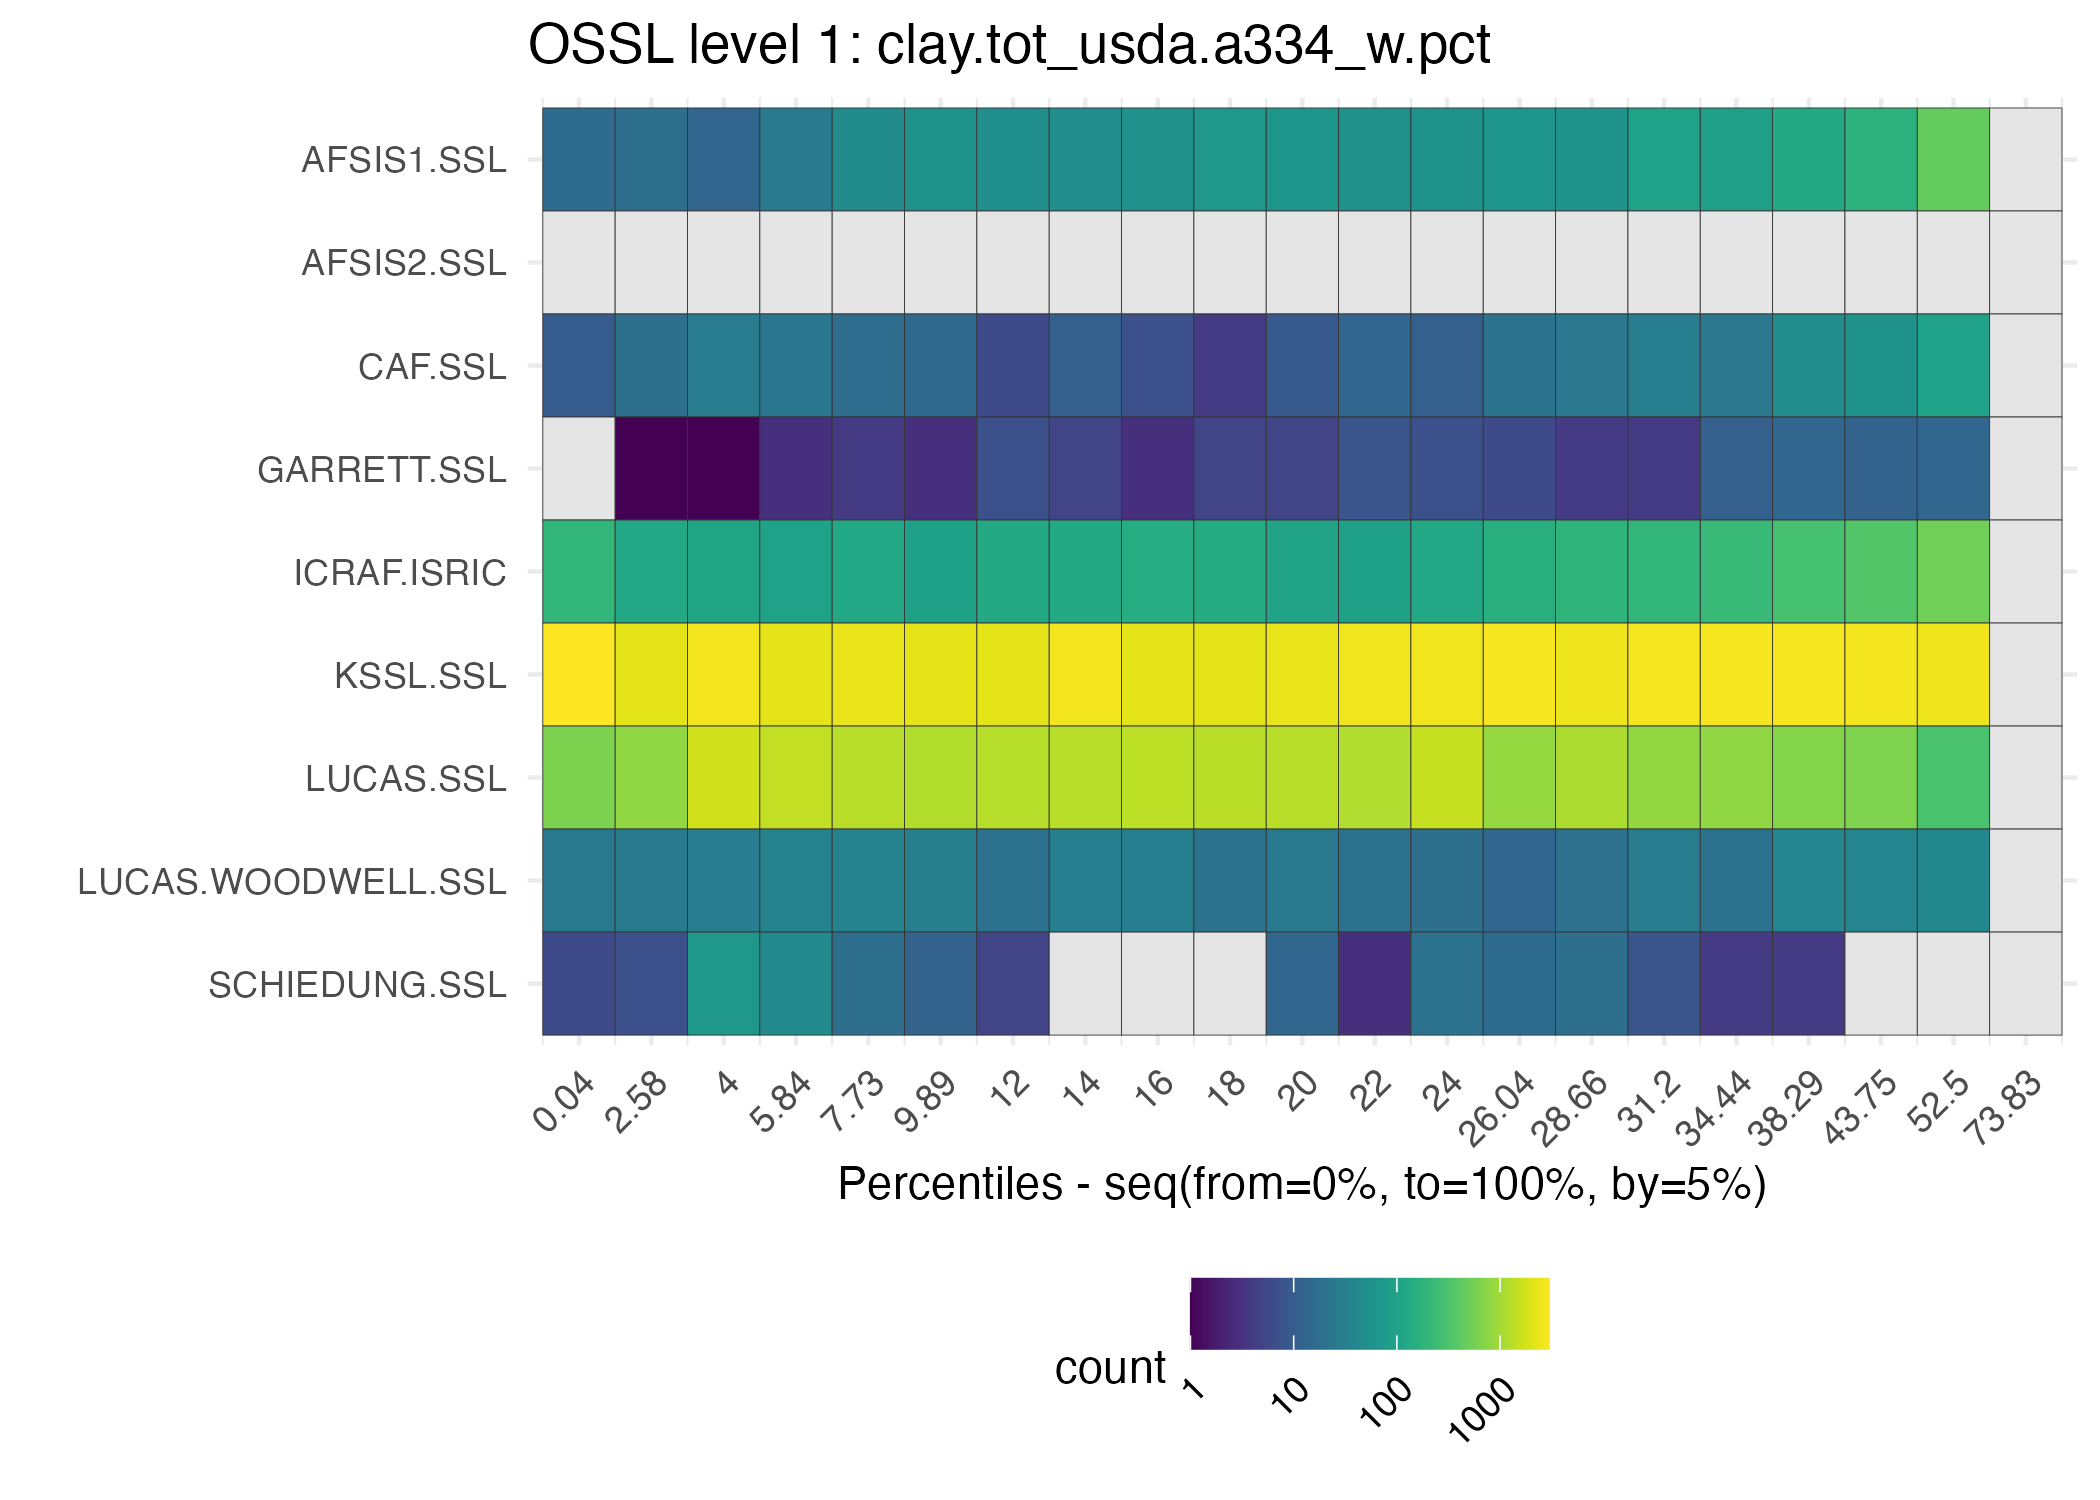 OSSL level 1: clay.tot_usda.a334_w.pct
AFSIS1.SSL
AFSIS2.SSL
CAF.SSL
GARRETT.SSL
ICRAF.ISRIC
KSSL.SSL
LUCAS.SSL
LUCAS.WOODWELL.SSL
SCHIEDUNG.SSL
0.04 2.58 4 5.84 7.73 9.89 12 14 16 18 20 22 24 26.04 28.66 31.2 34.44 38.29 43.75 52.5 73.83
Percentiles - seq(from=0%, to=100%, by=5%)
count
1 10 100 1000